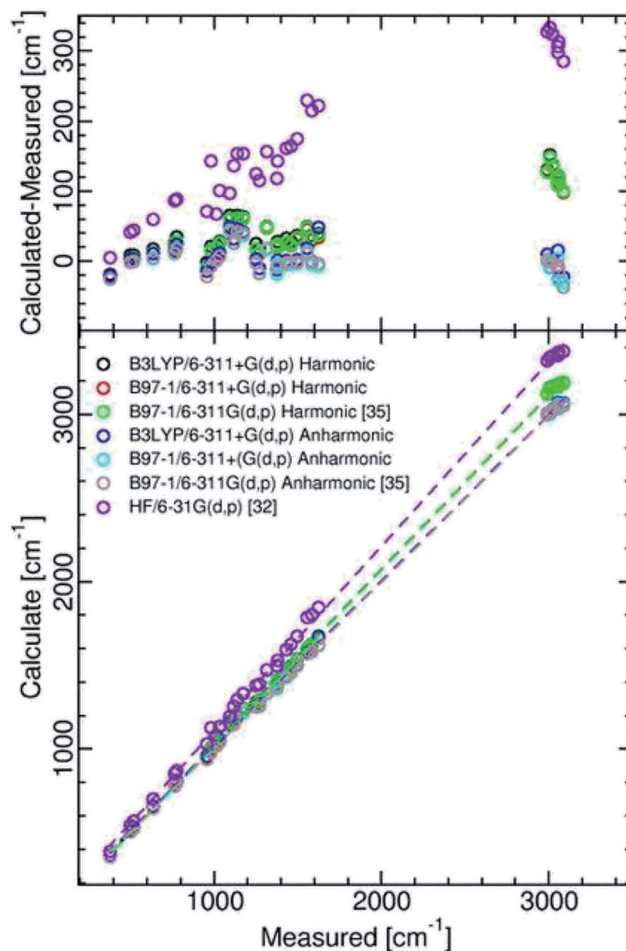 300
200
100
0
Calculated-Measured [cm⁻¹]
B3LYP/6-311+G(d,p) Harmonic
B97-1/6-311+G(d,p) Harmonic
B97-1/6-311G(d,p) Harmonic [35]
B3LYP/6-311+G(d,p) Anharmonic
B97-1/6-311+(G(d,p) Anharmonic
B97-1/6-311G(d,p) Anharmonic [35]
HF/6-31G(d,p) [32]
3000
2000
1000
Calculate [cm⁻¹]
1000 2000 3000
Measured [cm⁻¹]